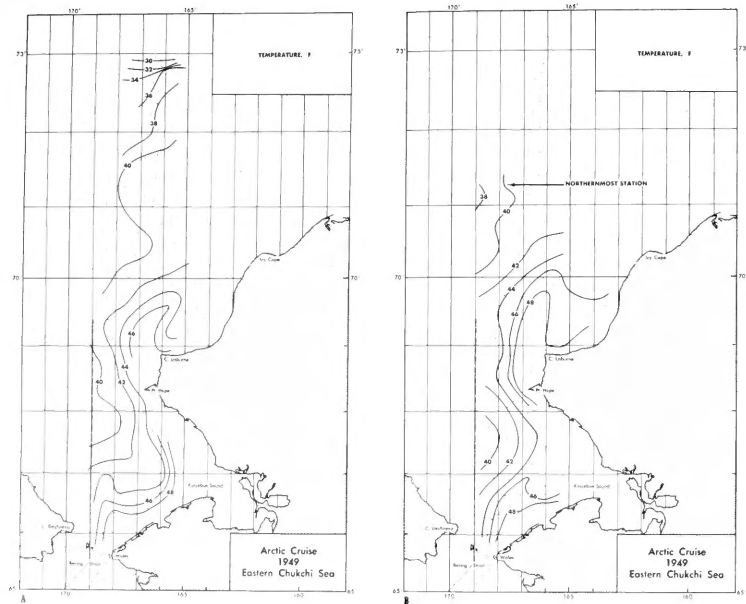 170°
165°
73°
TEMPERATURE, F
30
32
34
36
38
40
Icy Cape
70
70°
46
44
42
40
C. Lisburne
Pt. Hope
Kotzebue Sound
48
46
Wales
Bering Strait
Arctic Cruise
1949
Eastern Chukchi Sea
65
170
165
160
65
A
170°
165°
73°
73°
TEMPERATURE, F
NORTHERNMOST STATION
38
40
Icy Cape
42
44
48
46
70°
70°
C. Lisburne
Pt. Hope
42
40
Kotzebue Sound
46
48
Wales
Bering Strait
Arctic Cruise
1949
Eastern Chukchi Sea
65
170
165
160
65
B